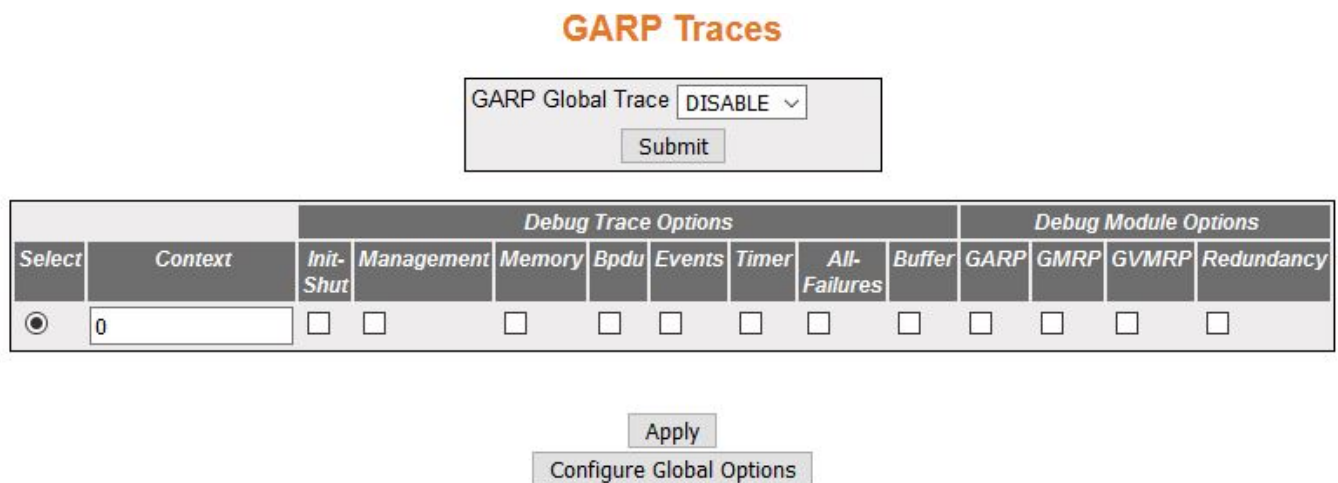 GARP Traces
GARP Global Trace DISABLE
Submit
Debug Trace Options Debug Module Options
Select Context Init-Shut Management Memory Bpdu Events Timer All-Failures Buffer GARP GMRP GVMRP Redundancy
0
Apply
Configure Global Options